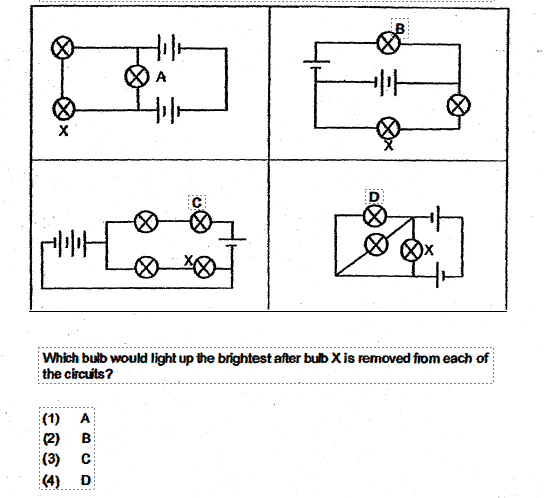 A
X
B
X
C
X
D
X
Which bulb would light up the brightest after bulb X is removed from each of
the circuits?
(1) A
(2) B
(3) C
(4) D